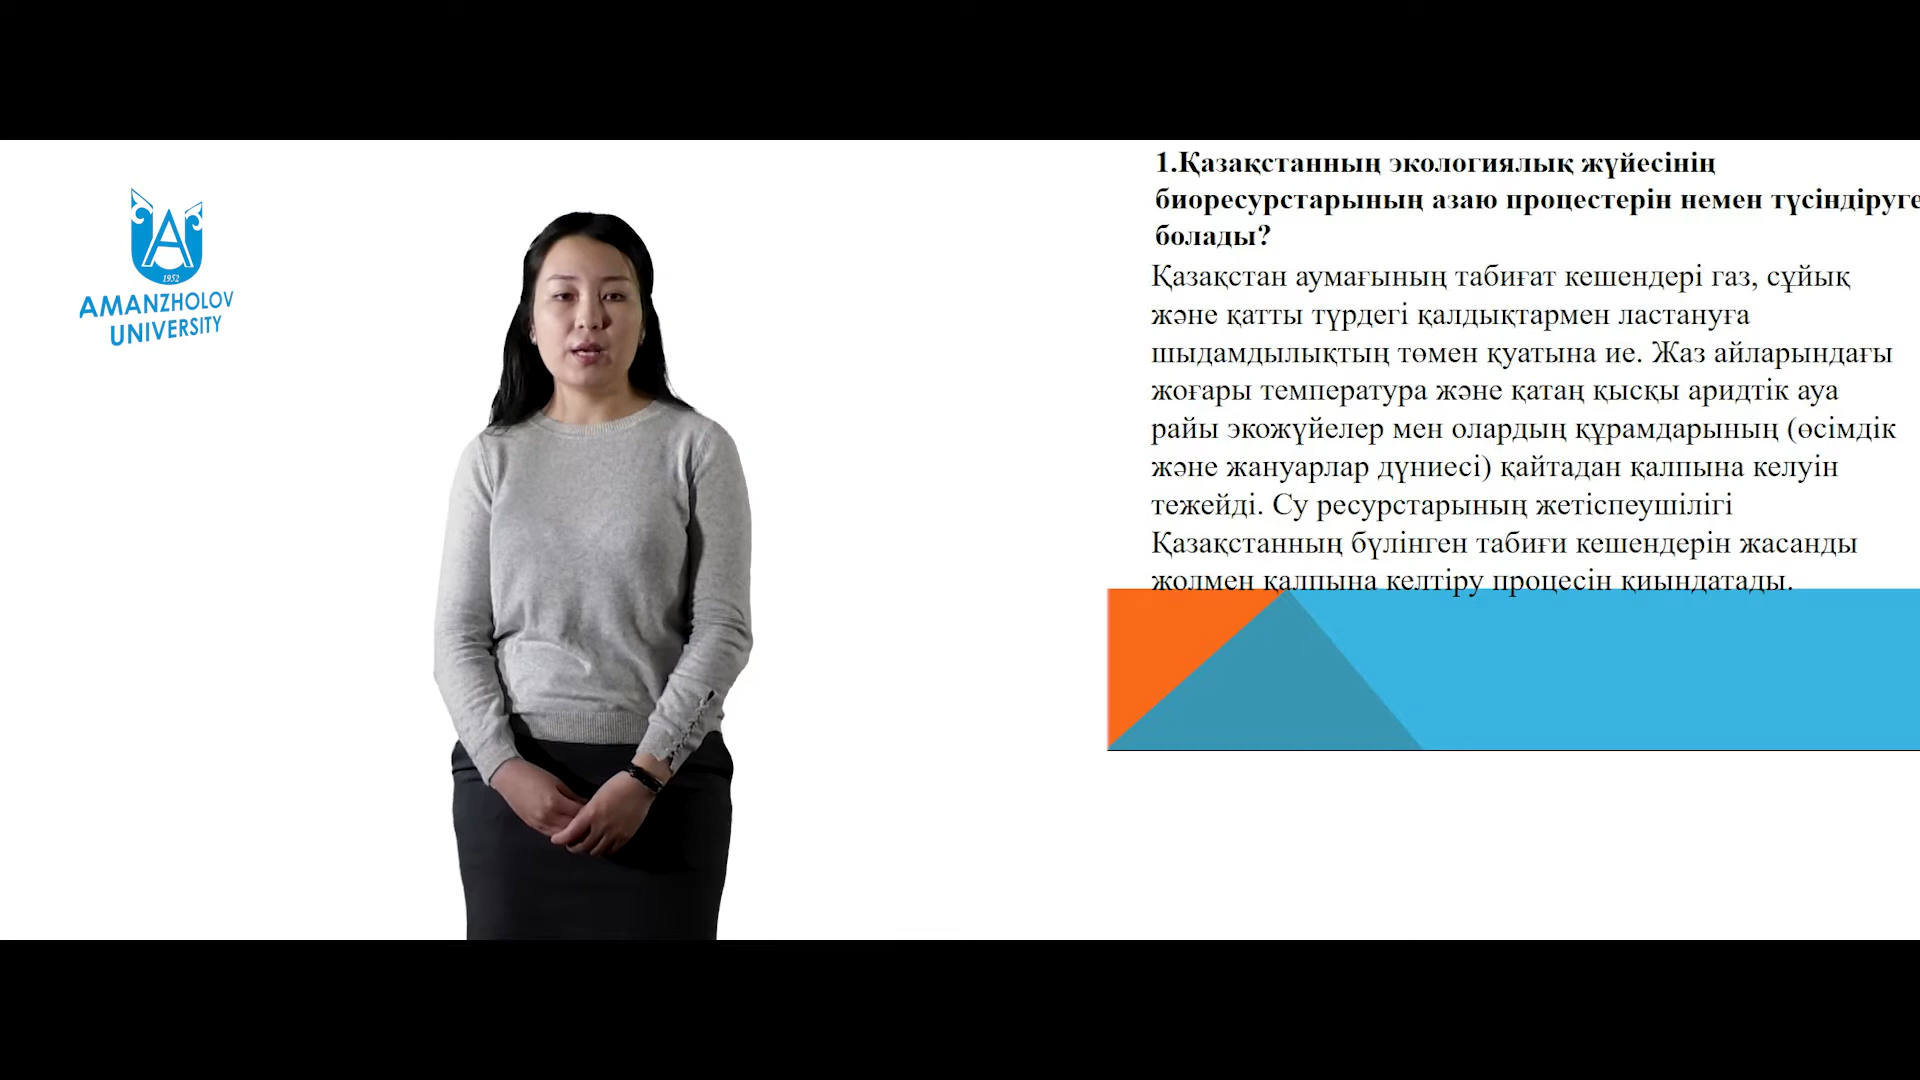 1952
AMANZHOLOV
UNIVERSITY
1.Қазақстанның экологиялық жүйесінің
биоресурстарының азаю процестерін немен түсіндіруге
болады?
Қазақстан аумағының табиғат кешендері газ, сұйық
және қатты түрдегі қалдықтармен ластануға
шыдамдылықтың төмен қуатына ие. Жаз айларындағы
жоғары температура және қатаң қысқы аридтік ауа
райы экожүйелер мен олардың құрамдарының (өсімдік
және жануарлар дүниесі) қайтадан қалпына келуін
тежейді. Су ресурстарының жетіспеушілігі
Қазақстанның бүлінген табиғи кешендерін жасанды
жолмен қалпына келтіру процесін қиындатады.